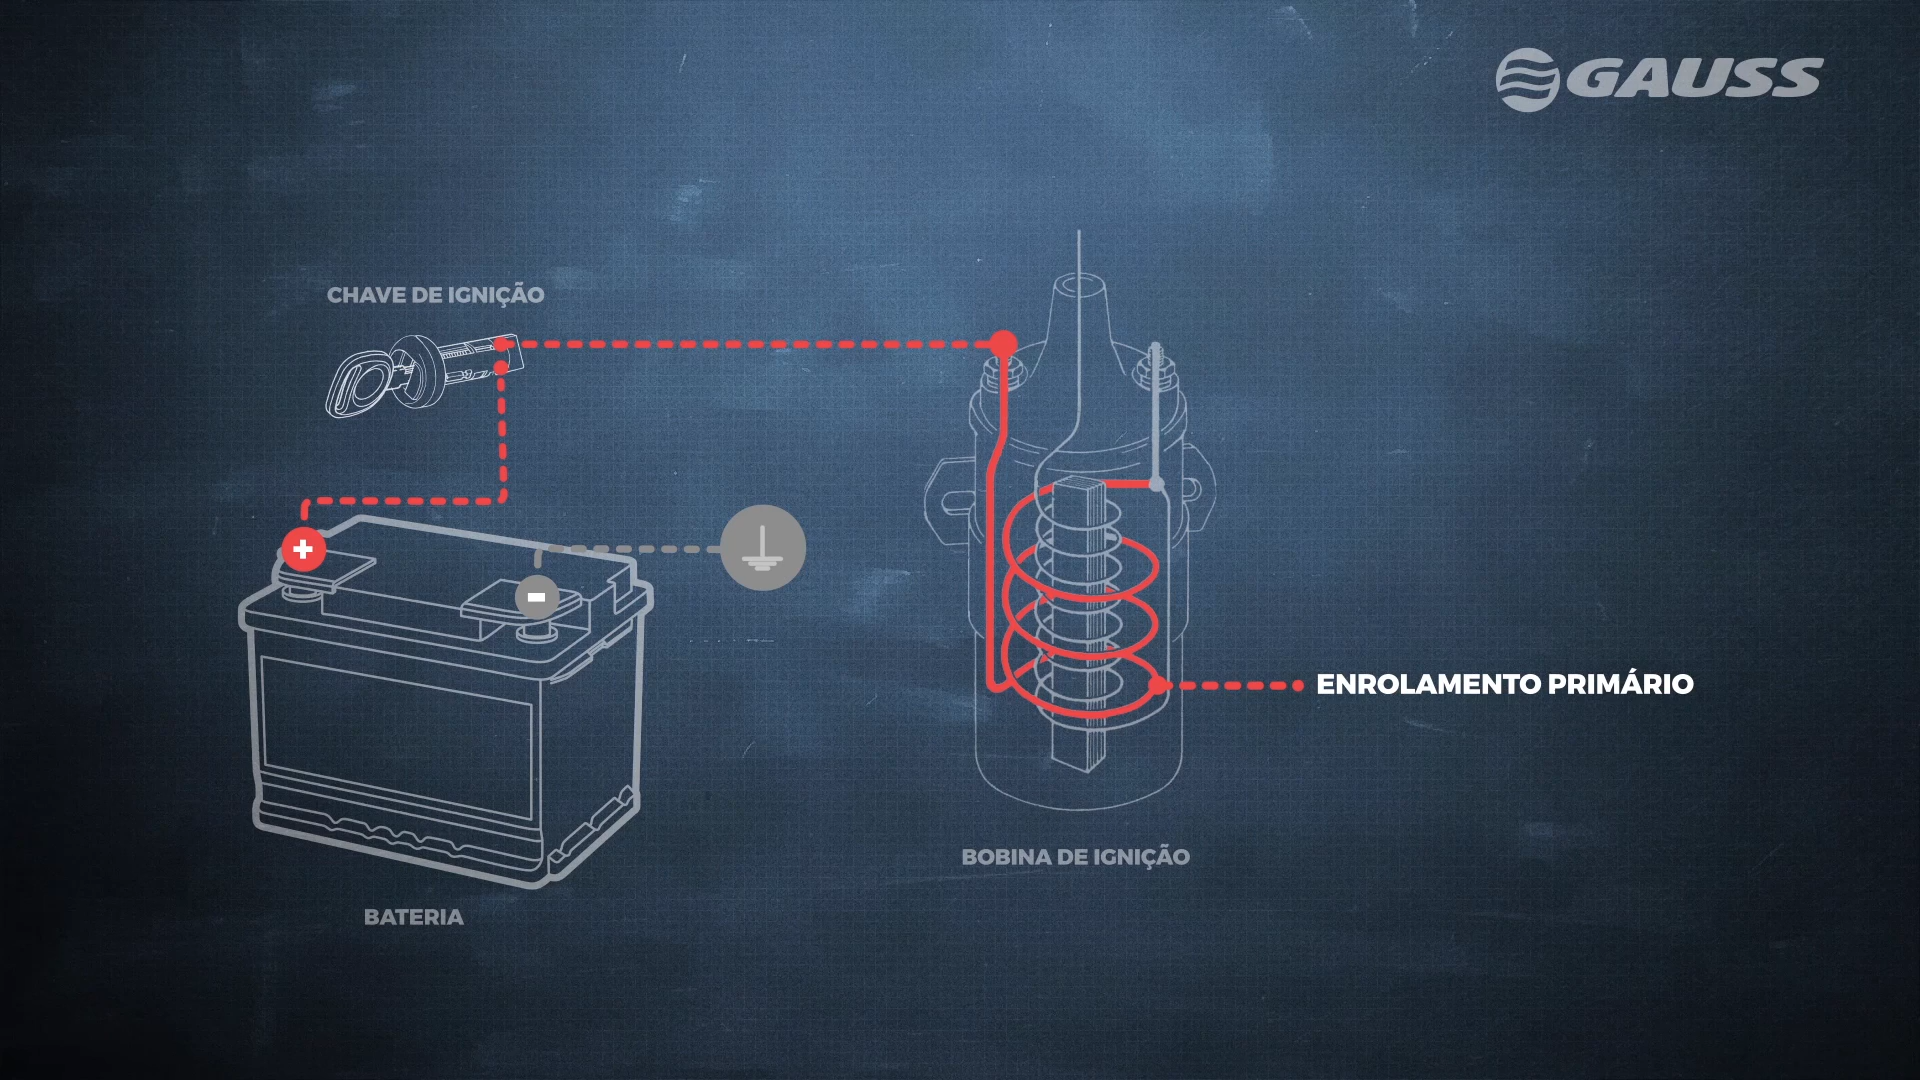 GAUSS
CHAVE DE IGNIÇÃO
+
-
ENROLAMENTO PRIMÁRIO
BOBINA DE IGNIÇÃO
BATERIA